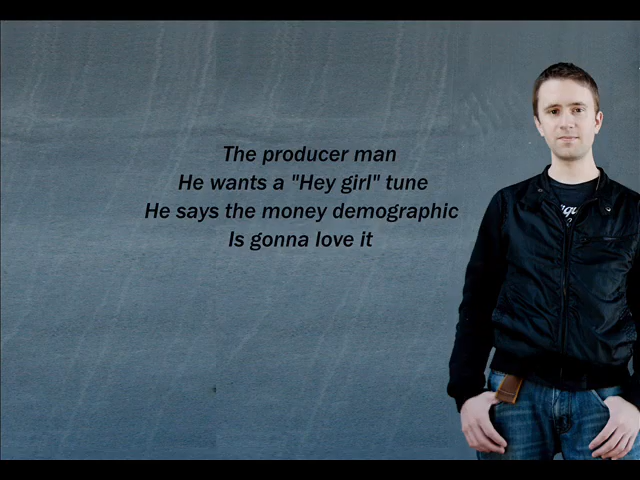 The producer man
He wants a "Hey girl" tune
He says the money demographic
Is gonna love it